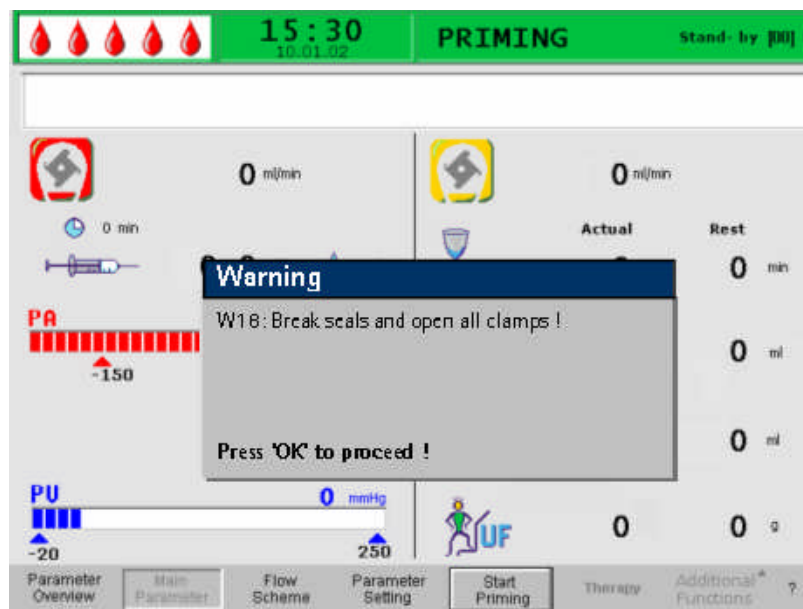 15:30
10.01.02
PRIMING
Stand- by [00]
0 ml/min
0 ml/min
0 min
Actual
Rest
0 min
Warning
W18: Break seals and open all clamps !
Press 'OK' to proceed !
PA
-150
0 ml
0 ml
PV
0 mmHg
-20
250
UF
0
0 g
Parameter Overview
Main Parameter
Flow Scheme
Parameter Setting
Start Priming
Therapy
Additional Functions
?